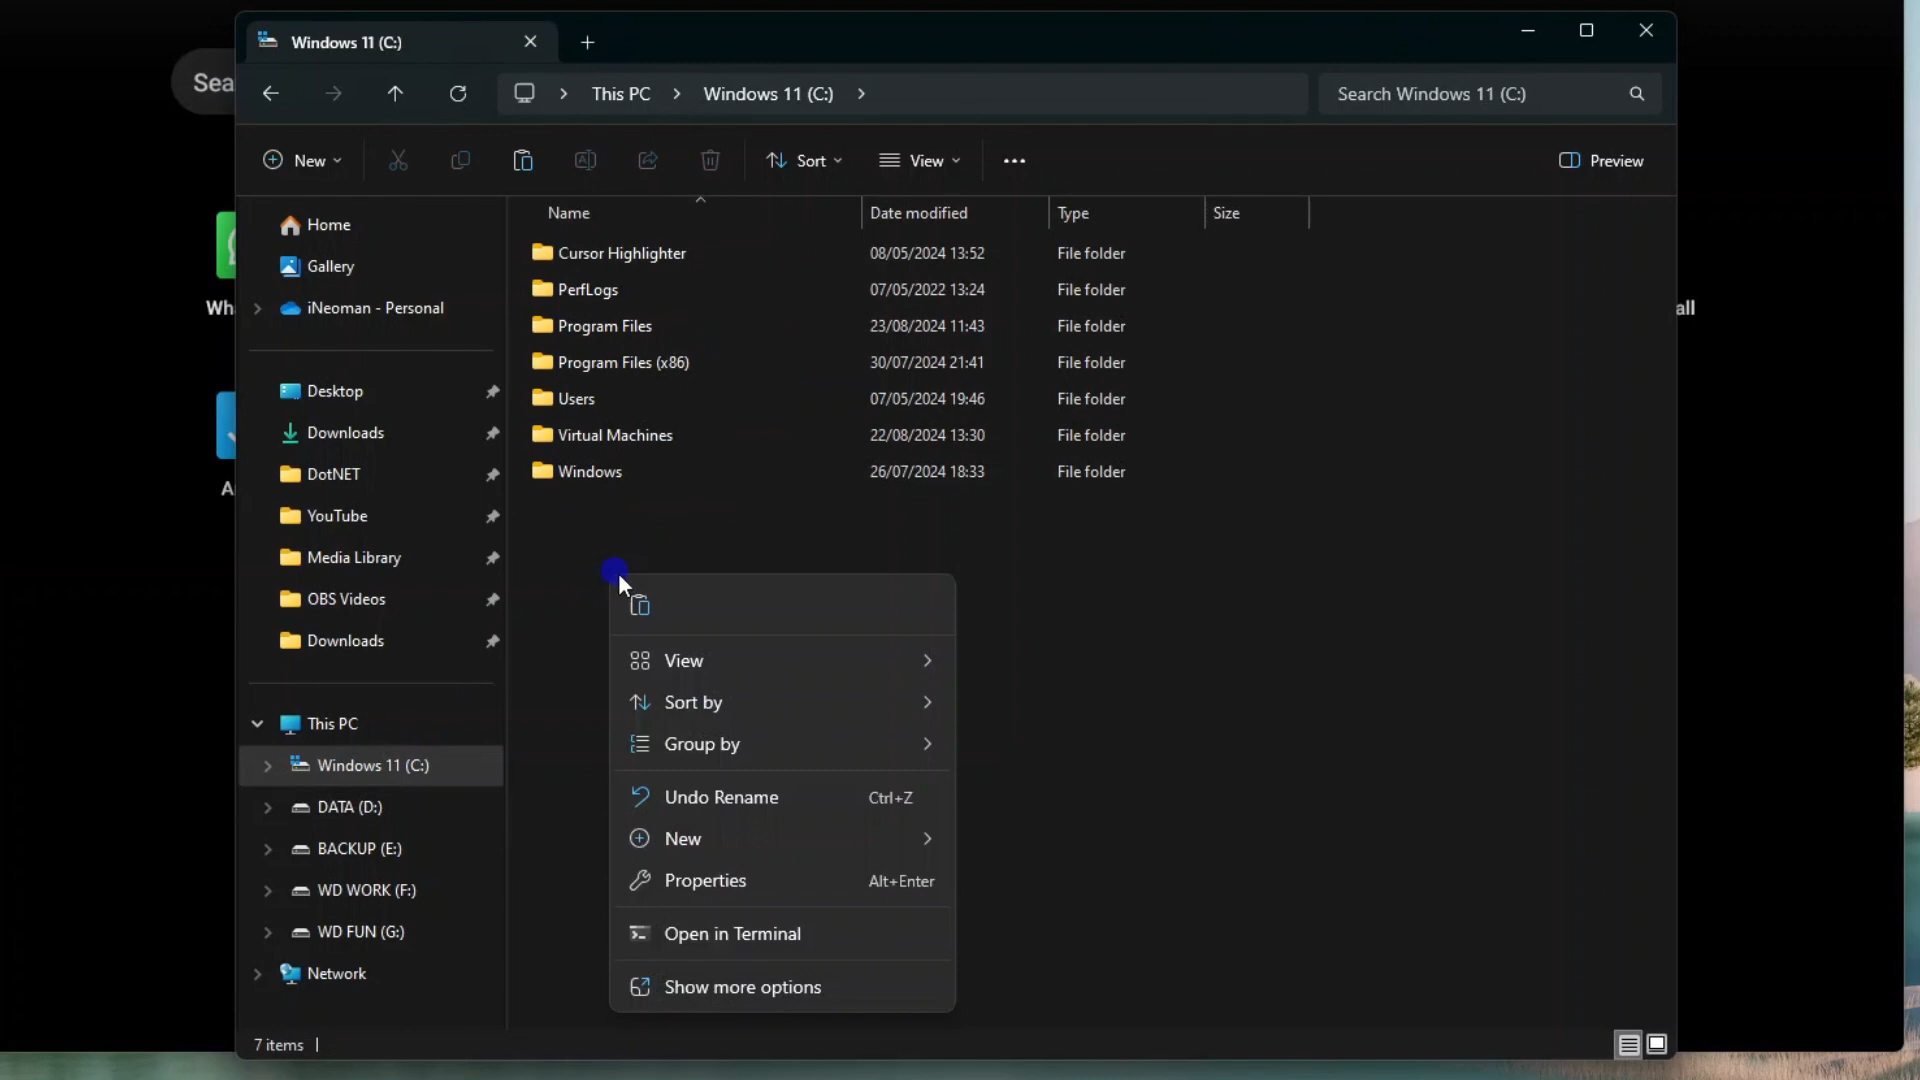 Windows 11 (C:)
Sea
This PC Windows 11 (C:)
Search Windows 11 (C:)
New
Sort
View
Preview
Home
Gallery
iNeoman - Personal
Desktop
Downloads
DotNET
YouTube
Media Library
OBS Videos
Downloads
This PC
Windows 11 (C:)
DATA (D:)
BACKUP (E:)
WD WORK (F:)
WD FUN (G:)
Network
Name Date modified Type Size
Cursor Highlighter 08/05/2024 13:52 File folder
PerfLogs 07/05/2022 13:24 File folder
Program Files 23/08/2024 11:43 File folder
Program Files (x86) 30/07/2024 21:41 File folder
Users 07/05/2024 19:46 File folder
Virtual Machines 22/08/2024 13:30 File folder
Windows 26/07/2024 18:33 File folder
View
Sort by
Group by
Undo Rename Ctrl+Z
New
Properties Alt+Enter
Open in Terminal
Show more options
Wh
all
A
7 items